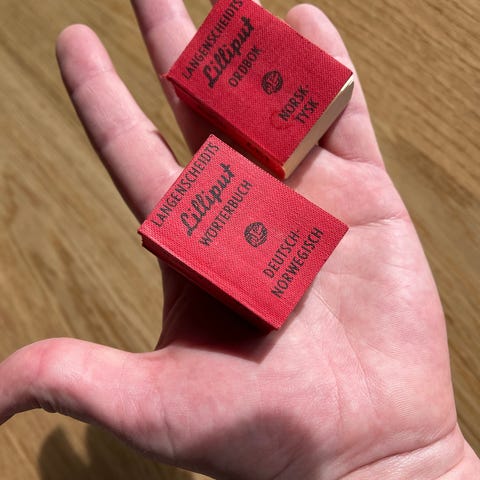 LANGENSCHEIDTS
Lilliput
ORDBOK
NORSK-
TYSK
LANGENSCHEIDTS
Lilliput
WÖRTERBUCH
DEUTSCH-
NORWEGISCH